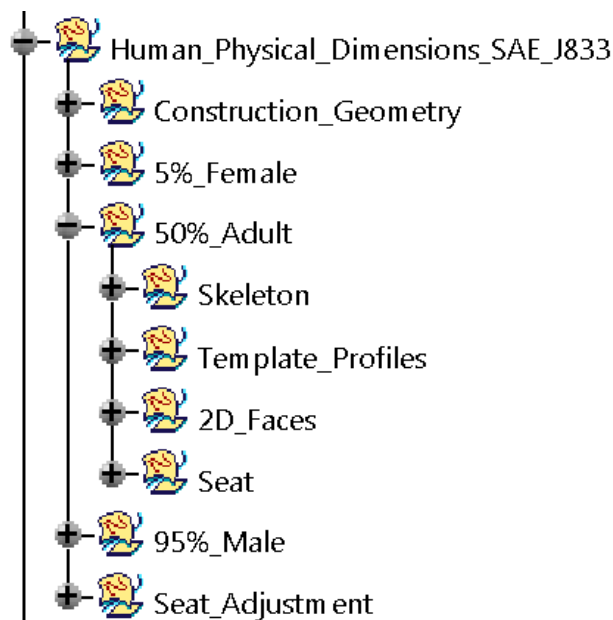 Human_Physical_Dimensions_SAE_J833
Construction_Geometry
5%_Female
50%_Adult
Skeleton
Template_Profiles
2D_Faces
Seat
95%_Male
Seat_Adjustment